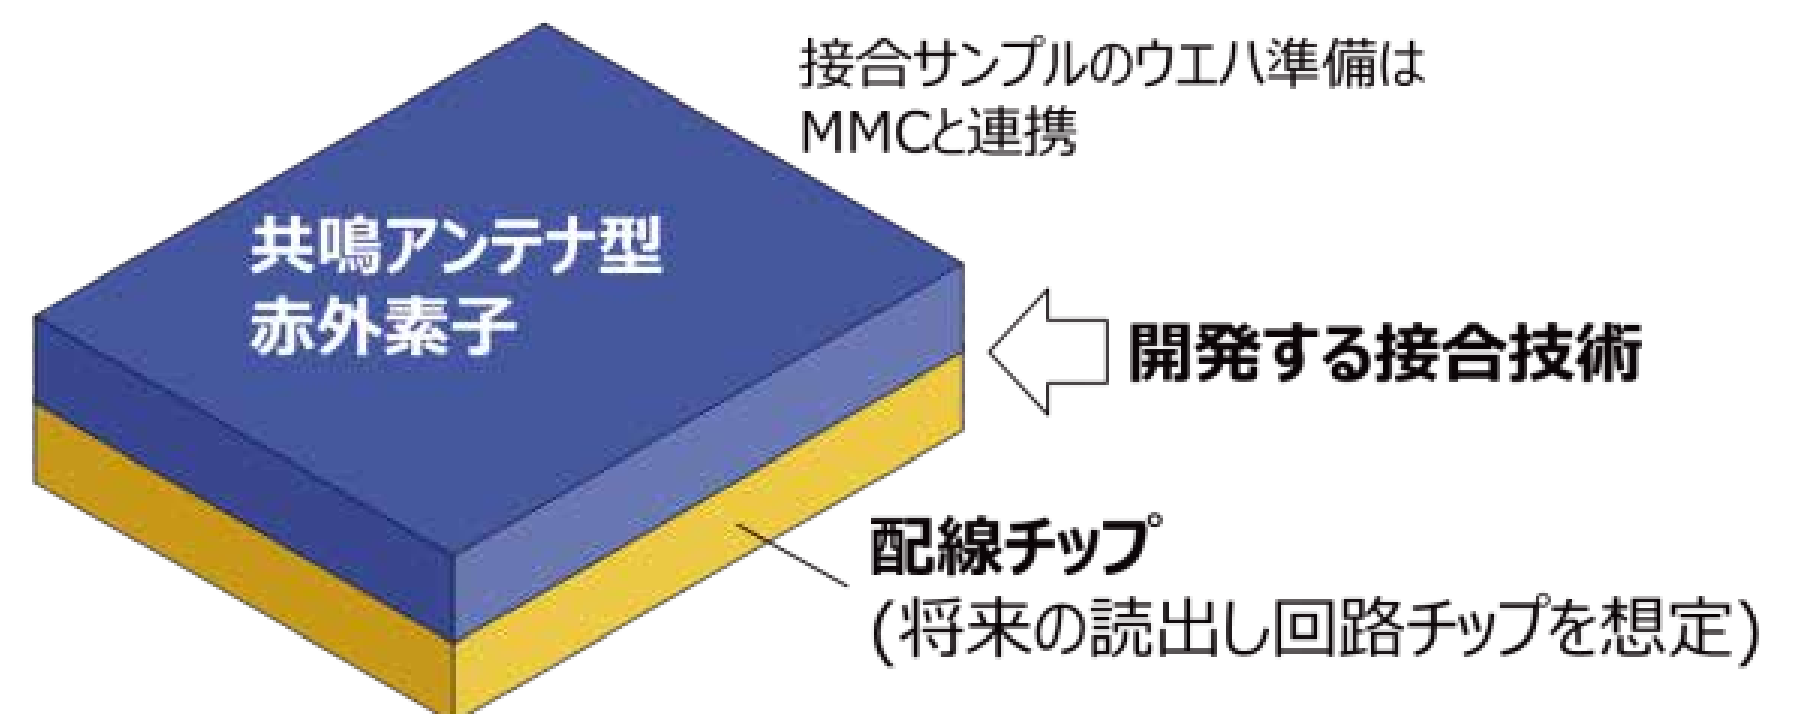 接合サンプルのウエハ準備は
MMCと連携
共鳴アンテナ型
赤外素子
開発する接合技術
配線チップ
(将来の読出し回路チップを想定)